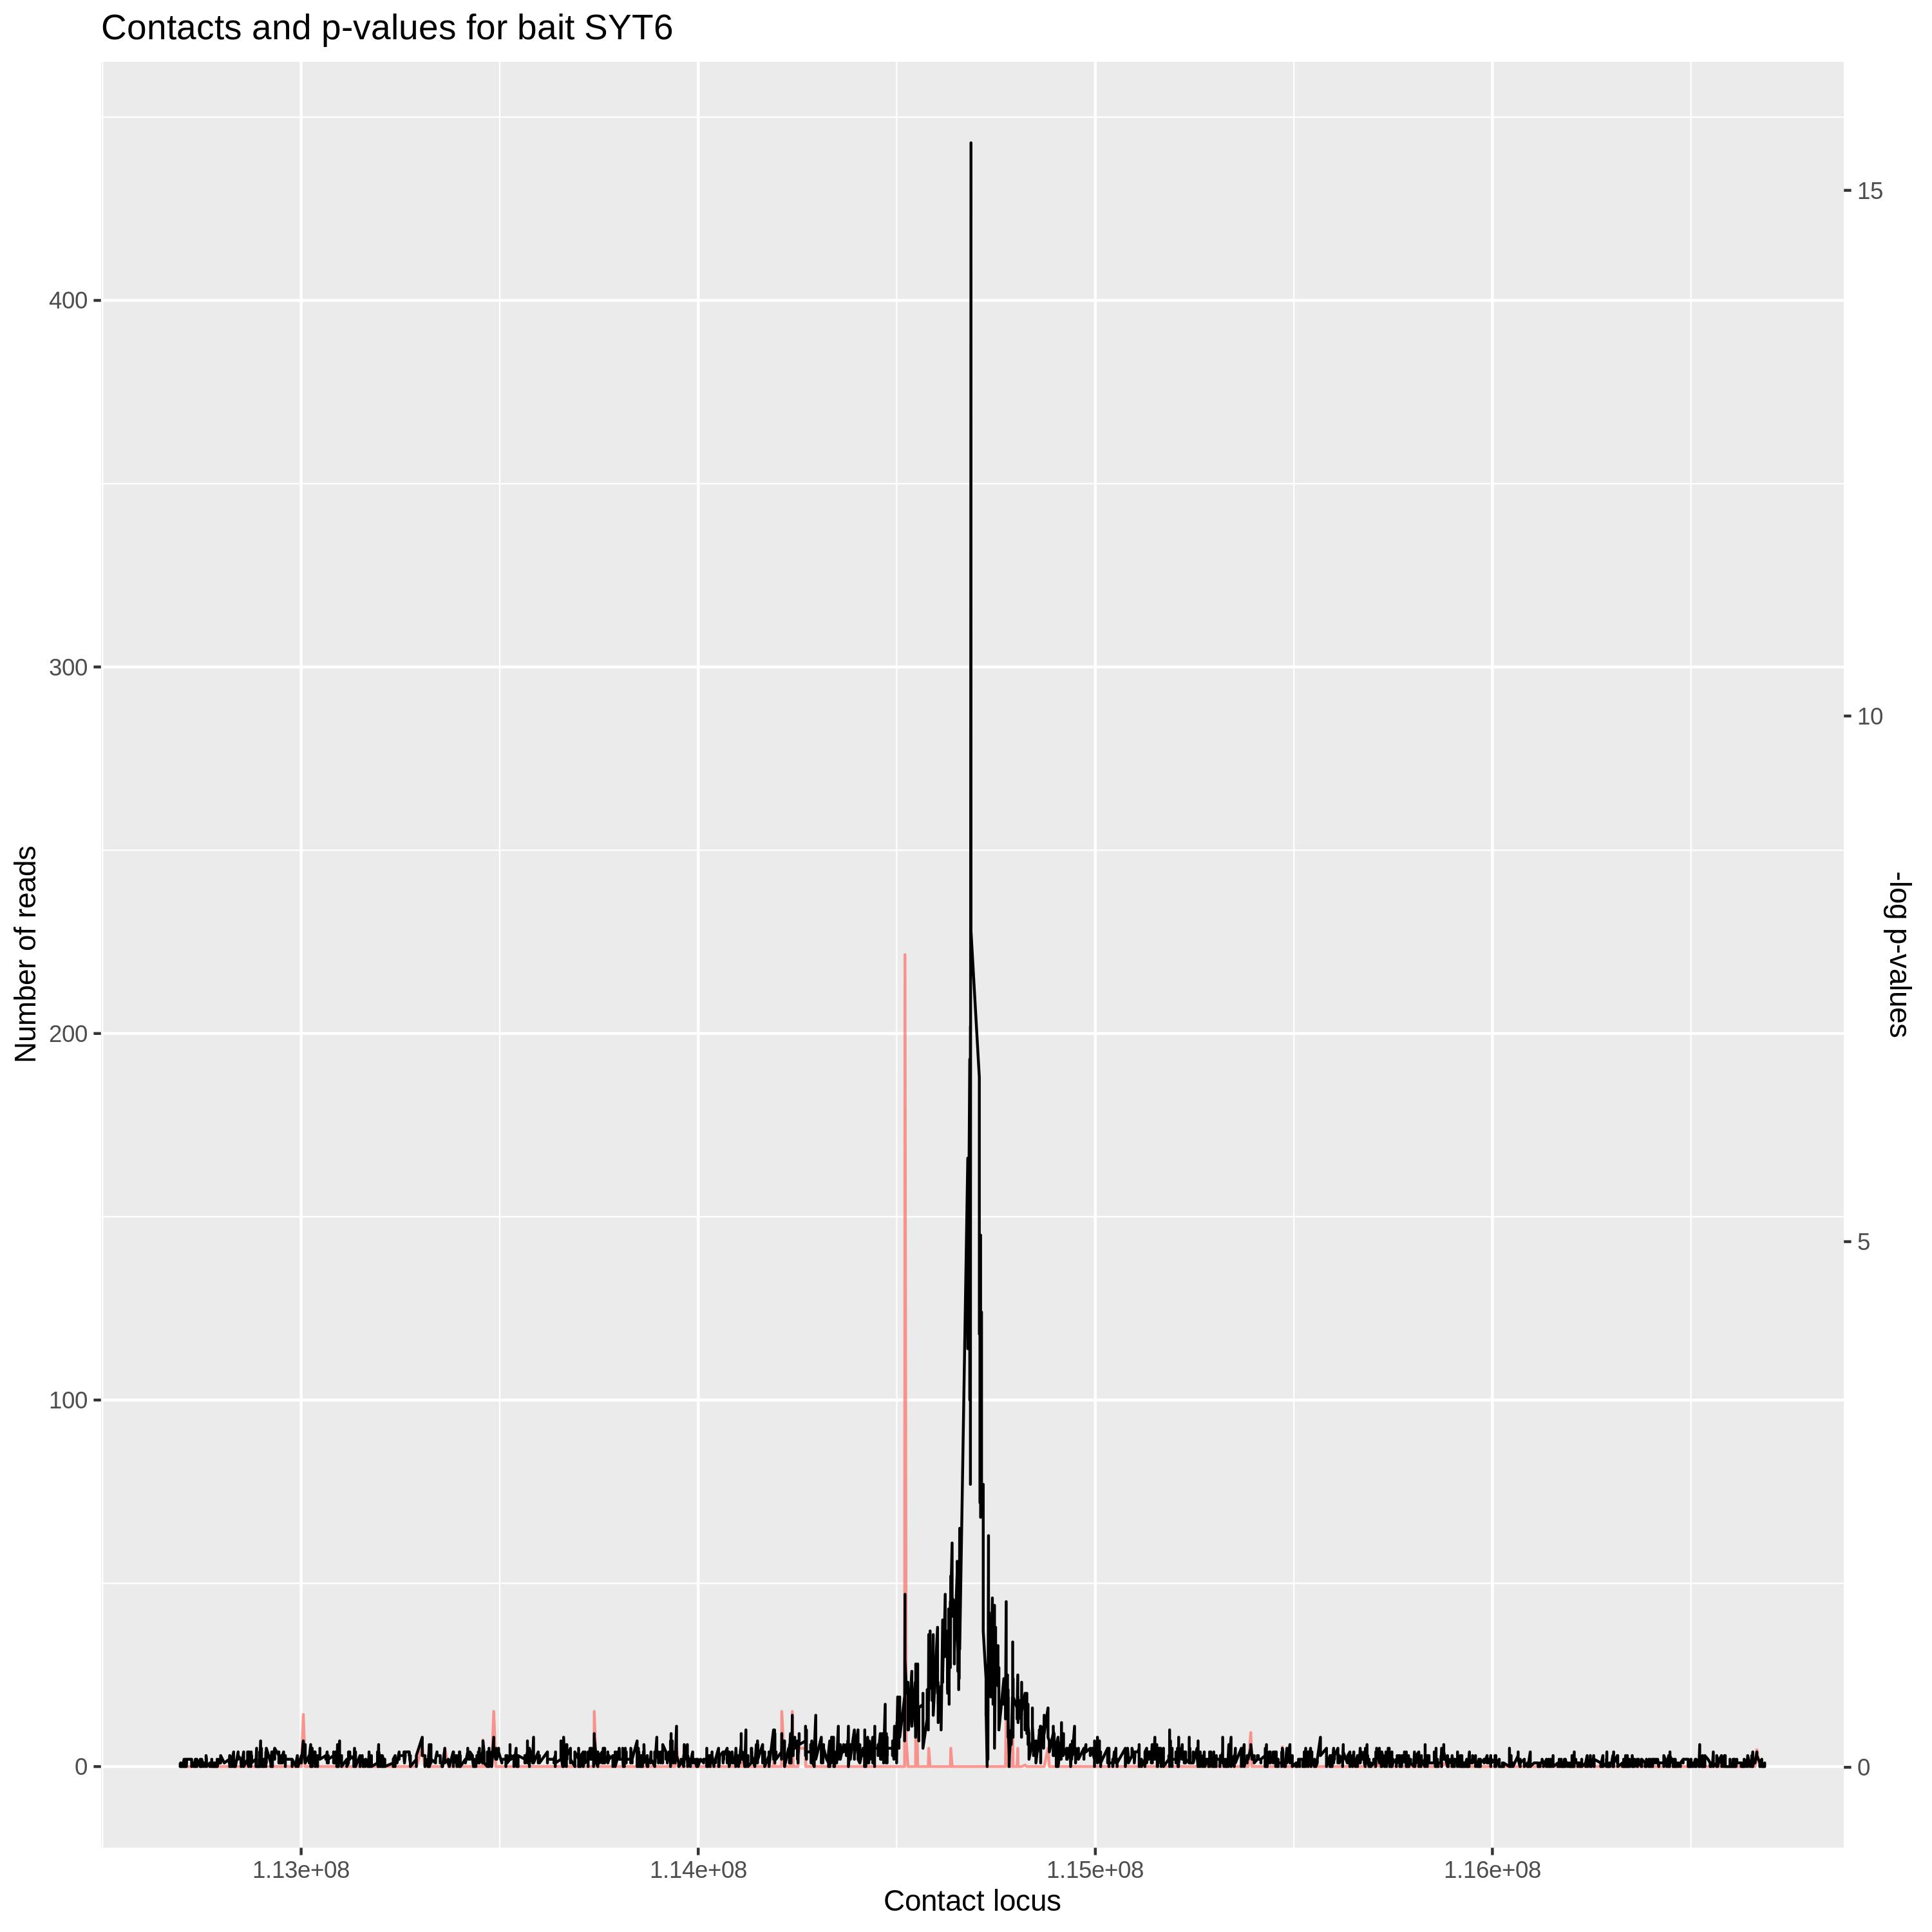 Contacts and p-values for bait SYT6
15
400
300
10
Number of reads
-log p-values
200
5
100
0
0
1.13e+08
1.14e+08
1.15e+08
1.16e+08
Contact locus